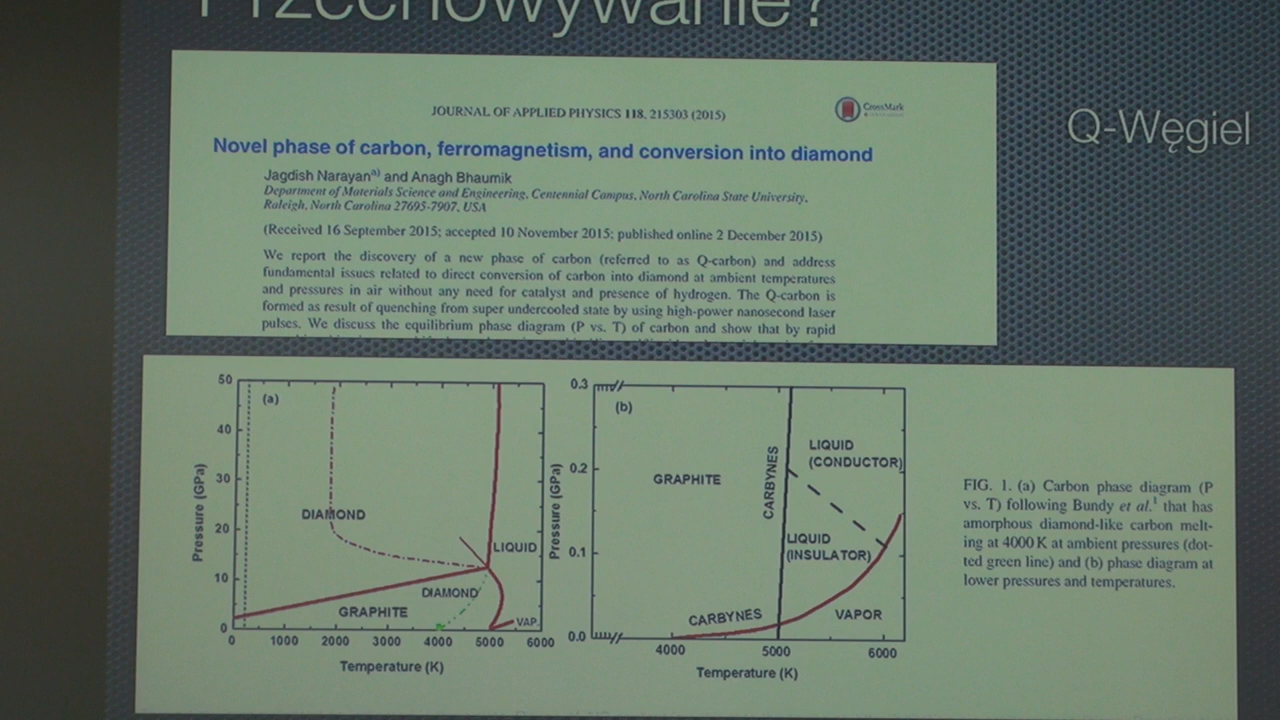 Przechowywanie?
Q-Węgiel
JOURNAL OF APPLIED PHYSICS 118, 215303 (2015)
CrossMark
Novel phase of carbon, ferromagnetism, and conversion into diamond
Jagdish Narayan a) and Anagh Bhaumik
Department of Materials Science and Engineering, Centennial Campus, North Carolina State University,
Raleigh, North Carolina 27695-7907, USA
(Received 16 September 2015; accepted 10 November 2015; published online 2 December 2015)
We report the discovery of a new phase of carbon (referred to as Q-carbon) and address
fundamental issues related to direct conversion of carbon into diamond at ambient temperatures
and pressures in air without any need for catalyst and presence of hydrogen. The Q-carbon is
formed as result of quenching from super undercooled state by using high-power nanosecond laser
pulses. We discuss the equilibrium phase diagram (P vs. T) of carbon and show that by rapid
50
40
30
20
10
0
Pressure (GPa)
(a)
DIAMOND
LIQUID
DIAMOND
GRAPHITE
VAP.
0 1000 2000 3000 4000 5000 6000
Temperature (K)
0.3
0.2
0.1
0.0
Pressure (GPa)
(b)
GRAPHITE
CARBYNES
LIQUID
(CONDUCTOR)
LIQUID
(INSULATOR)
CARBYNES
VAPOR
4000 5000 6000
Temperature (K)
FIG. 1. (a) Carbon phase diagram (P
vs. T) following Bundy et al.1 that has
amorphous diamond-like carbon melt-
ing at 4000 K at ambient pressures (dot-
ted green line) and (b) phase diagram at
lower pressures and temperatures.